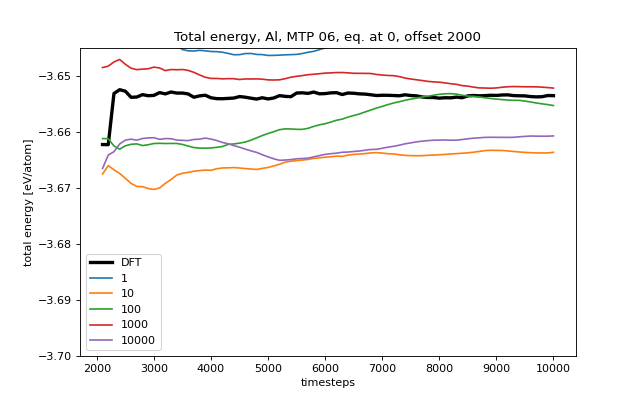 Total energy, Al, MTP 06, eq. at 0, offset 2000
total energy [eV/atom]
−3.65
−3.66
−3.67
−3.68
−3.69
−3.70
DFT
1
10
100
1000
10000
2000 3000 4000 5000 6000 7000 8000 9000 10000
timesteps